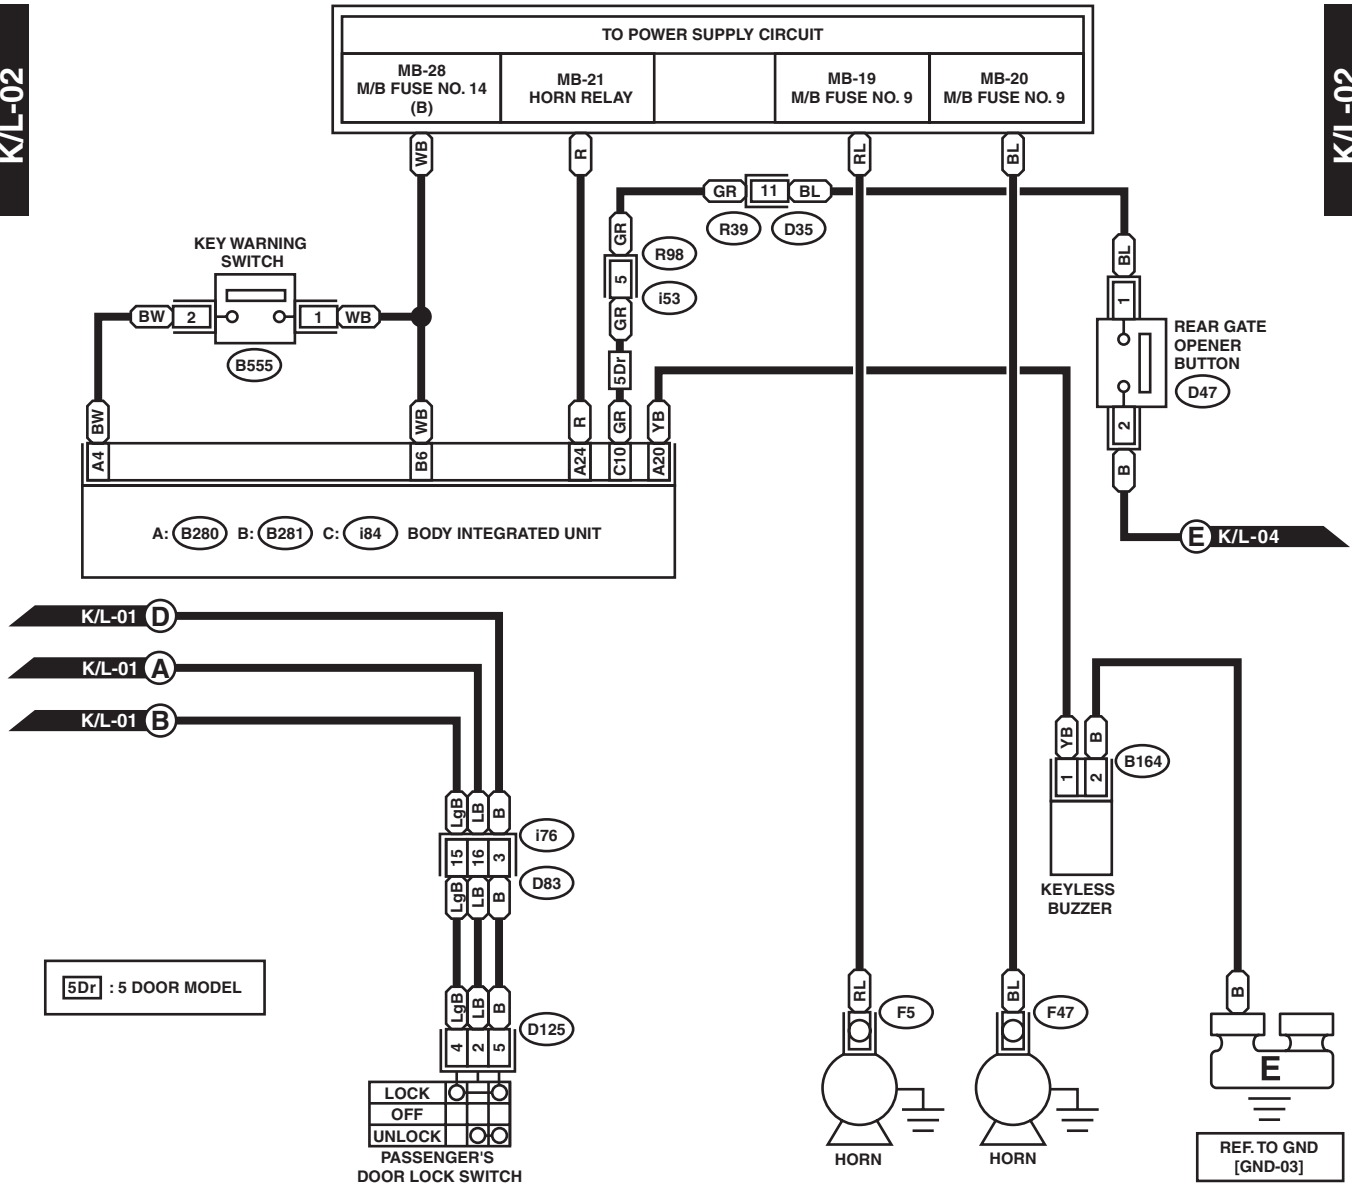 K/L-02
K/L-02
TO POWER SUPPLY CIRCUIT
MB-28
M/B FUSE NO. 14
(B)
MB-21
HORN RELAY
MB-19
M/B FUSE NO. 9
MB-20
M/B FUSE NO. 9
WB
R
RL
BL
GR
11
BL
R39
D35
GR
R98
5
i53
GR
5Dr
KEY WARNING
SWITCH
BW
2
1
WB
B555
BL
1
REAR GATE
OPENER
BUTTON
D47
2
B
E
K/L-04
BW
WB
R
GR
YB
A4
B6
A24
C10
A20
A:
B280
B:
B281
C:
i84
BODY INTEGRATED UNIT
K/L-01
D
K/L-01
A
K/L-01
B
LgB
LB
B
i76
15
16
3
D83
LgB
LB
B
LgB
LB
B
D125
4
2
5
LOCK
OFF
UNLOCK
PASSENGER'S
DOOR LOCK SWITCH
5Dr
: 5 DOOR MODEL
YB
B
B164
1
2
KEYLESS
BUZZER
RL
F5
HORN
BL
F47
HORN
B
E
REF. TO GND
[GND-03]